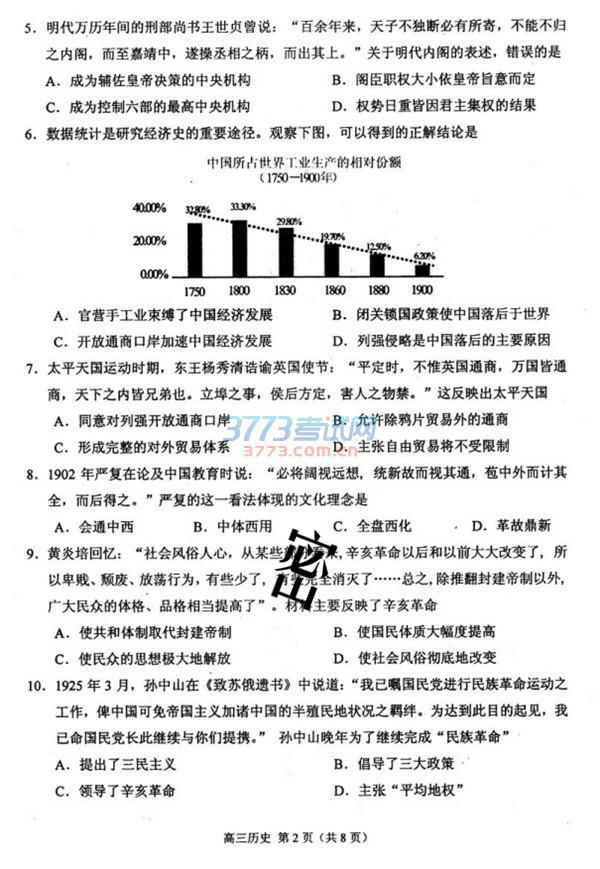 5．明代万历年间的刑部尚书王世贞曾说：“百余年来，天子不独断必有所寄，不能不归
之内阁，而至嘉靖中，遂操丞相之柄，而出其上。”关于明代内阁的表述，错误的是
A．成为辅佐皇帝决策的中央机构 B．阁臣职权大小依皇帝旨意而定
C．成为控制六部的最高中央机构 D．权势日重皆因君主集权的结果
6．数据统计是研究经济史的重要途径。观察下图，可以得到的正解结论是
中国所占世界工业生产的相对份额
（1750—1900年）
40.00%
20.00%
0.00%
32.80% 33.30% 29.80% 19.70% 12.50% 6.20%
1750 1800 1830 1860 1880 1900
A．官营手工业束缚了中国经济发展 B．闭关锁国政策使中国落后于世界
C．开放通商口岸加速中国经济发展 D．列强侵略是中国落后的主要原因
7．太平天国运动时期，东王杨秀清诰谕英国使节：“平定时，不惟英国通商，万国皆通
商，天下之内皆兄弟也。立埠之事，侯后方定，害人之物禁。”这反映出太平天国
A．同意对列强开放通商口岸 B．允许除鸦片贸易外的通商
C．形成完整的对外贸易体系 D．主张自由贸易将不受限制
3773考试网
3773.com.cn
8．1902 年严复在论及中国教育时说：“必将阔视远想，统新故而视其通，苞中外而计其
全，而后得之。”严复的这一看法体现的文化理念是
A．会通中西 B．中体西用 C．全盘西化 D．革故鼎新
9．黄炎培回忆：“社会风俗人心，从某些来，辛亥革命以后和以前大大改变了，所
以卑贱、颓废、放荡行为，有些少了，有些完全消灭了……总之，除推翻封建帝制以外，
广大民众的体格、品格相当提高了”。材料主要反映了辛亥革命
密
A．使共和体制取代封建帝制 B．使国民体质大幅度提高
C．使民众的思想极大地解放 D．使社会风俗彻底地改变
10．1925 年 3 月，孙中山在《致苏俄遗书》中说道：“我已嘱国民党进行民族革命运动之
工作，俾中国可免帝国主义加诸中国的半殖民地状况之羁绊。为达到此目的起见，我
已命国民党长此继续与你们提携。” 孙中山晚年为了继续完成“民族革命”
A．提出了三民主义 B．倡导了三大政策
C．领导了辛亥革命 D．主张“平均地权”
高三历史 第 2 页（共 8 页）